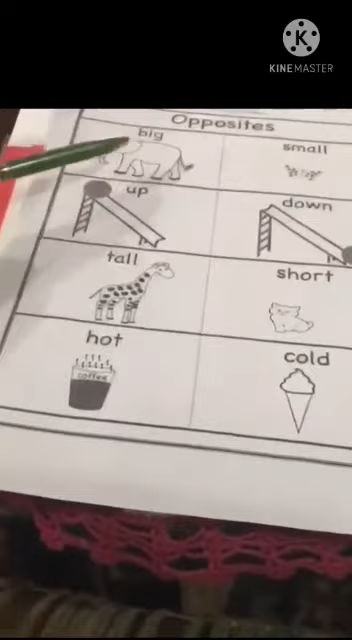 K
KINEMASTER
Opposites
big
small
up
down
tall
short
hot
cold
coffee